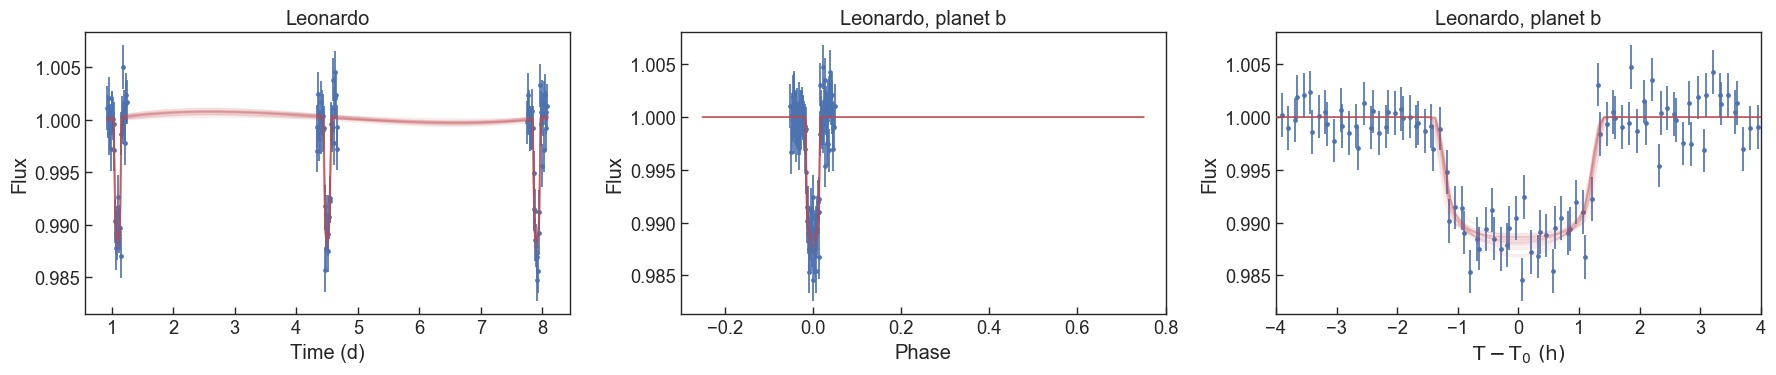 Leonardo
Flux
1.005
1.000
0.995
0.990
0.985
1 2 3 4 5 6 7 8
Time (d)
Leonardo, planet b
Flux
1.005
1.000
0.995
0.990
0.985
−0.2 0.0 0.2 0.4 0.6 0.8
Phase
Leonardo, planet b
Flux
1.005
1.000
0.995
0.990
0.985
−4 −3 −2 −1 0 1 2 3 4
T − T₀ (h)